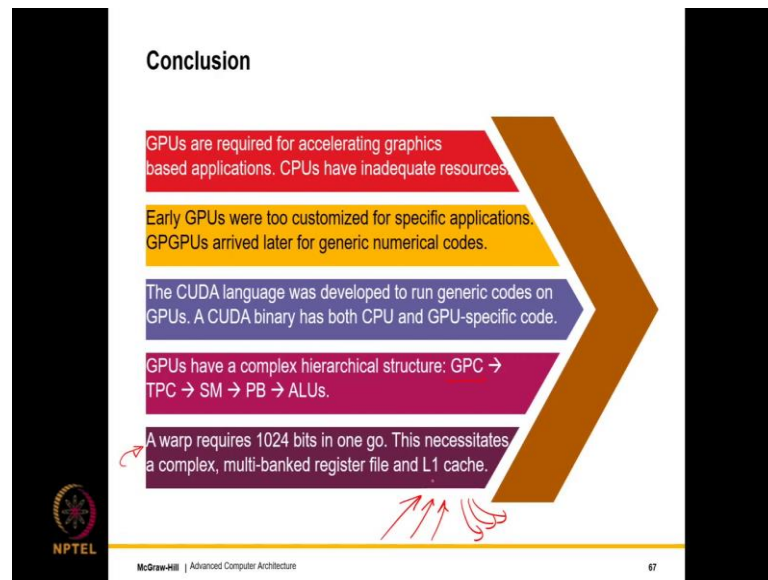 Conclusion
GPUs are required for accelerating graphics
based applications. CPUs have inadequate resources.
Early GPUs were too customized for specific applications.
GPGPUs arrived later for generic numerical codes.
The CUDA language was developed to run generic codes on
GPUs. A CUDA binary has both CPU and GPU-specific code.
GPUs have a complex hierarchical structure: GPC →
TPC → SM → PB → ALUs.
A warp requires 1024 bits in one go. This necessitates
a complex, multi-banked register file and L1 cache.
NPTEL
McGraw-Hill | Advanced Computer Architecture
67